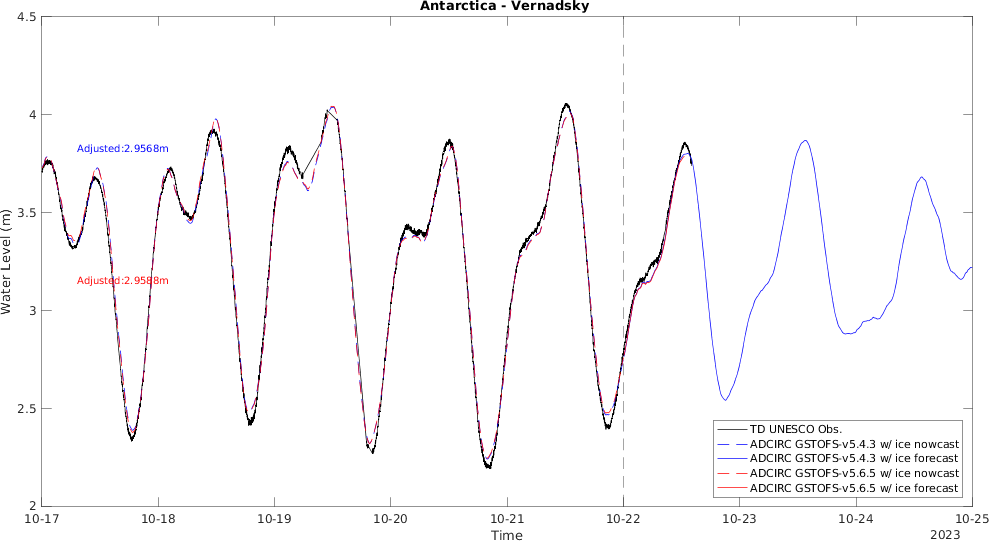 Antarctica - Vernadsky
Water Level (m)
4.5
4
3.5
3
2.5
2
Adjusted:2.9568m
Adjusted:2.9588m
TD UNESCO Obs.
ADCIRC GSTOFS-v5.4.3 w/ ice nowcast
ADCIRC GSTOFS-v5.4.3 w/ ice forecast
ADCIRC GSTOFS-v5.6.5 w/ ice nowcast
ADCIRC GSTOFS-v5.6.5 w/ ice forecast
10-17 10-18 10-19 10-20 10-21 10-22 10-23 10-24 10-25
Time
2023